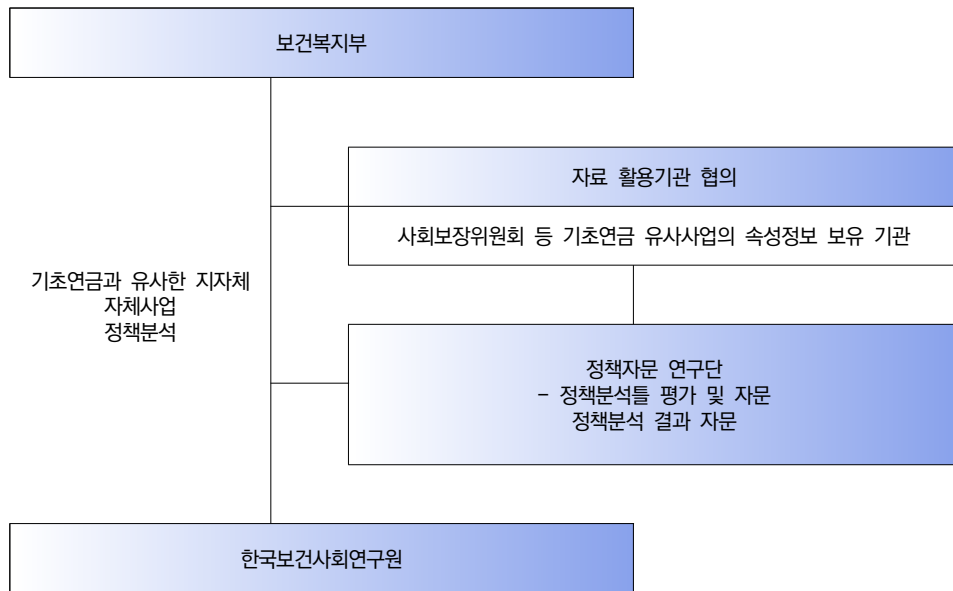 보건복지부
자료 활용기관 협의
사회보장위원회 등 기초연금 유사사업의 속성정보 보유 기관
기초연금과 유사한 지자체
자체사업
정책분석
정책자문 연구단
- 정책분석틀 평가 및 자문
정책분석 결과 자문
한국보건사회연구원